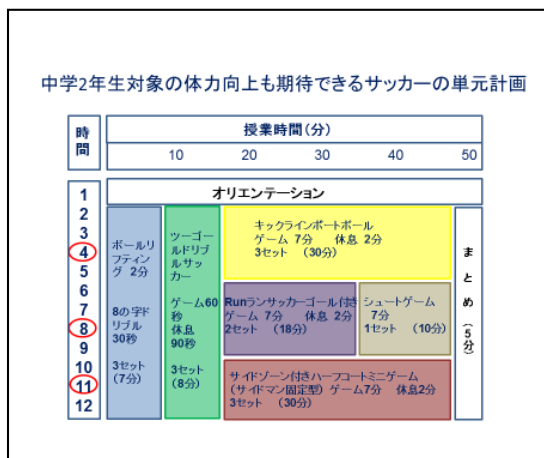 中学2年生対象の体力向上も期待できるサッカーの単元計画
時
間
授業時間(分)
10 20 30 40 50
1
2
3
4
5
6
7
8
9
10
11
12
オリエンテーション
ボールリ
フティン
グ 2分
8の字ド
リブル
30秒
3セット
(7分)
ツーゴー
ルドリブ
ルサッ
カー
ゲーム60
秒
休息
90秒
3セット
(8分)
キックラインポートボール
ゲーム 7分 休息 2分
3セット (30分)
Runランサッカーゴール付き
ゲーム 7分 休息 2分
2セット (18分)
シュートゲーム
7分
1セット (10分)
サイドゾーン付きハーフコートミニゲーム
(サイドマン固定型) ゲーム7分 休息2分
3セット (30分)
まとめ(5分)